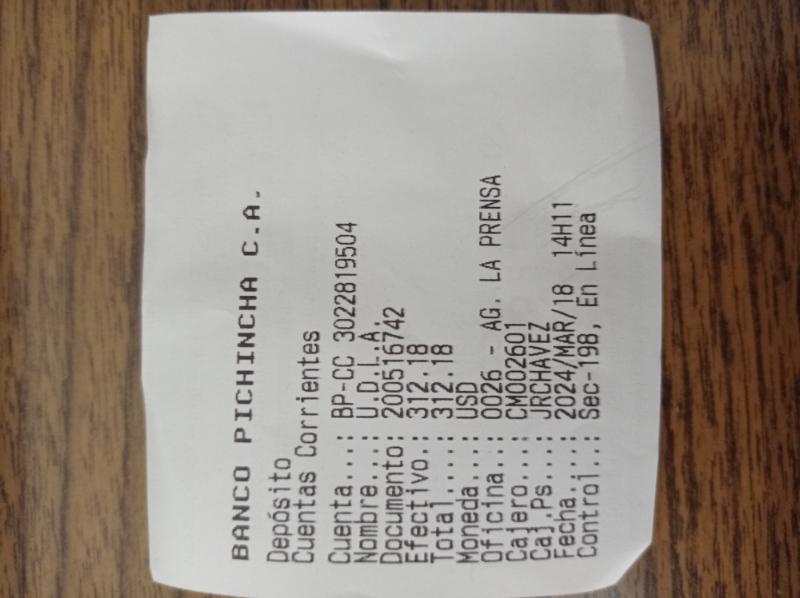 BANCO PICHINCHA C.A.
Depósito
Cuentas Corrientes
Cuenta...: BP-CC 3022819504
Nombre...: U.D.L.A.
Documento: 200516742
Efectivo.: 312.18
Total....: 312.18
Moneda...: USD
Oficina..: 0026 - AG. LA PRENSA
Cajero...: CM002601
Caj.Ps...: JRCHAVEZ
Fecha....: 2024/MAR/18 14H11
Control..: Sec-198, En Línea